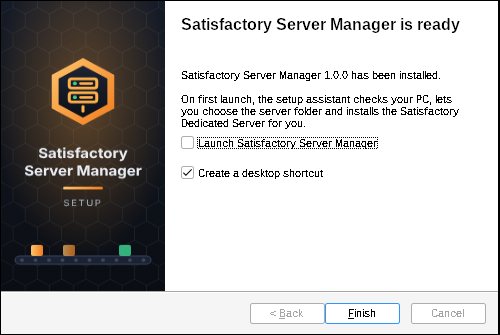 Satisfactory Server Manager is ready
Satisfactory Server Manager 1.0.0 has been installed.
On first launch, the setup assistant checks your PC, lets
you choose the server folder and installs the Satisfactory
Dedicated Server for you.
Launch Satisfactory Server Manager
Create a desktop shortcut
Satisfactory
Server Manager
SETUP
< Back
Finish
Cancel